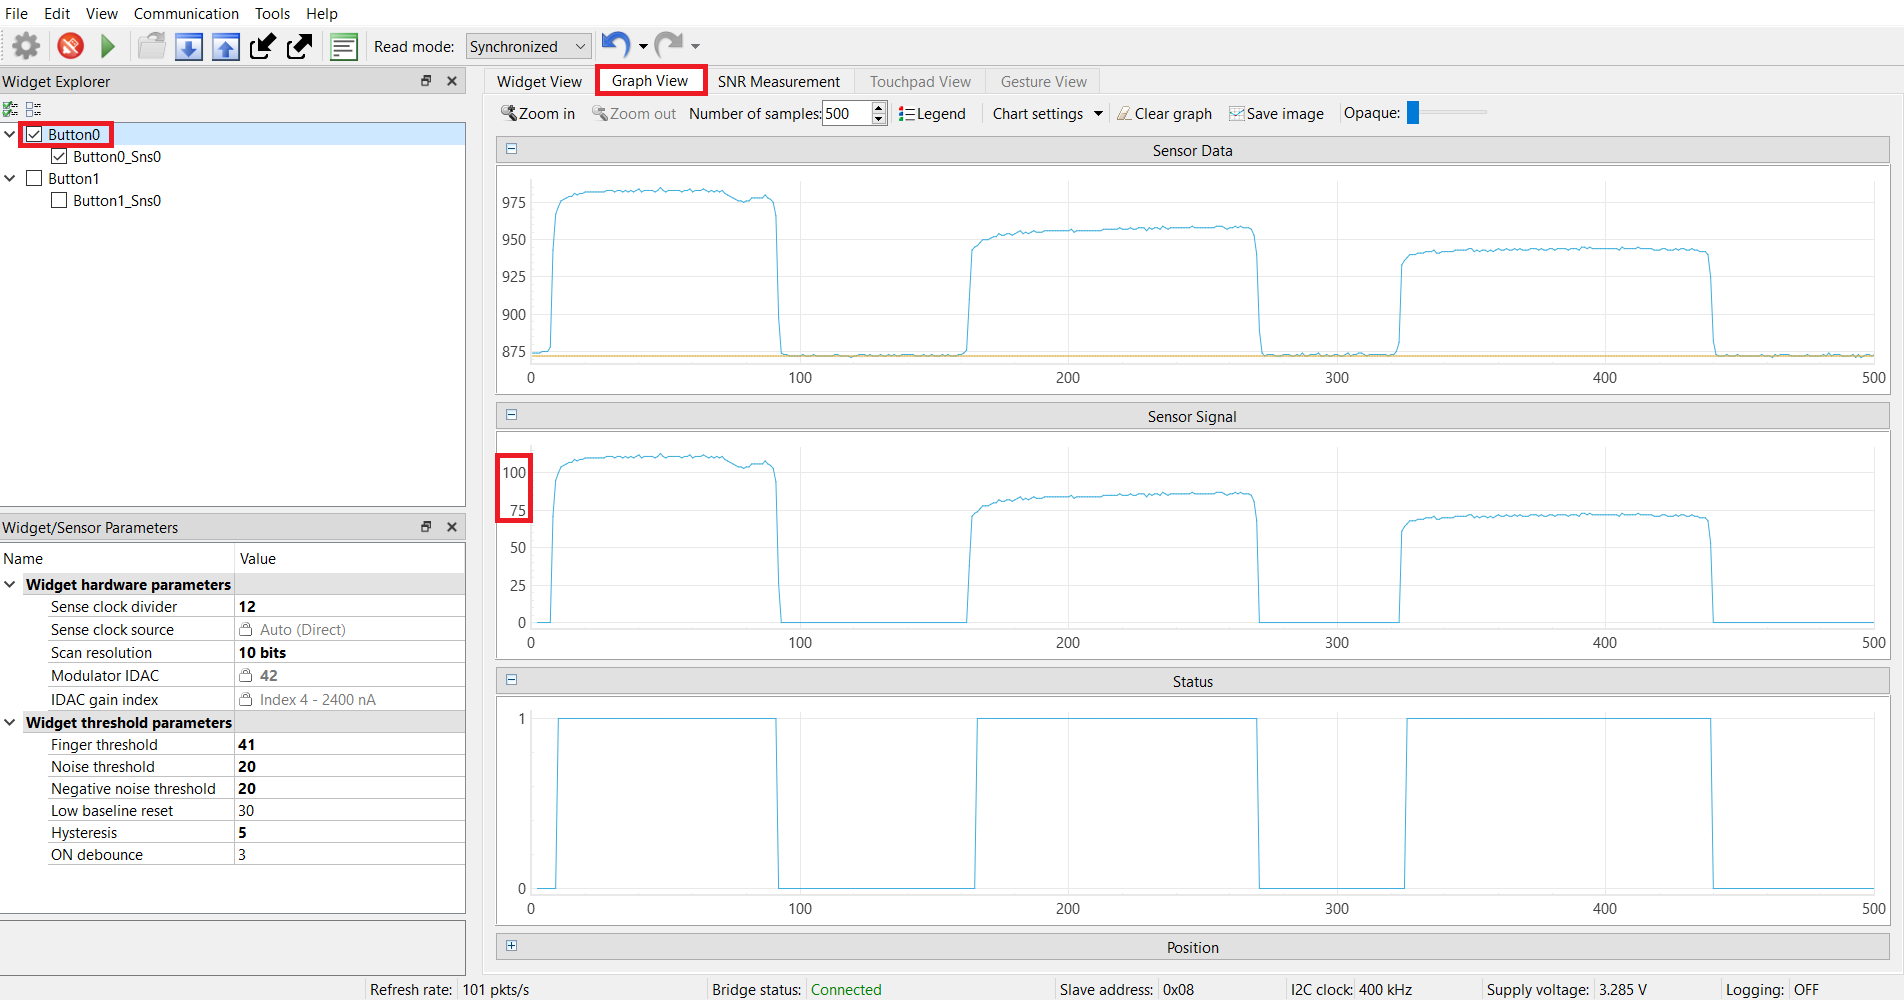 File Edit View Communication Tools Help
Read mode: Synchronized
Widget Explorer
Button0
Button0_Sns0
Button1
Button1_Sns0
Widget/Sensor Parameters
Name Value
Widget hardware parameters
Sense clock divider 12
Sense clock source Auto (Direct)
Scan resolution 10 bits
Modulator IDAC 42
IDAC gain index Index 4 - 2400 nA
Widget threshold parameters
Finger threshold 41
Noise threshold 20
Negative noise threshold 20
Low baseline reset 30
Hysteresis 5
ON debounce 3
Widget View Graph View SNR Measurement Touchpad View Gesture View
Zoom in Zoom out Number of samples: 500 Legend Chart settings Clear graph Save image Opaque:
Sensor Data
975
950
925
900
875
0 100 200 300 400 500
Sensor Signal
100
75
50
25
0
0 100 200 300 400 500
Status
1
0
0 100 200 300 400 500
Position
Refresh rate: 101 pkts/s Bridge status: Connected Slave address: 0x08 I2C clock: 400 kHz Supply voltage: 3.285 V Logging: OFF